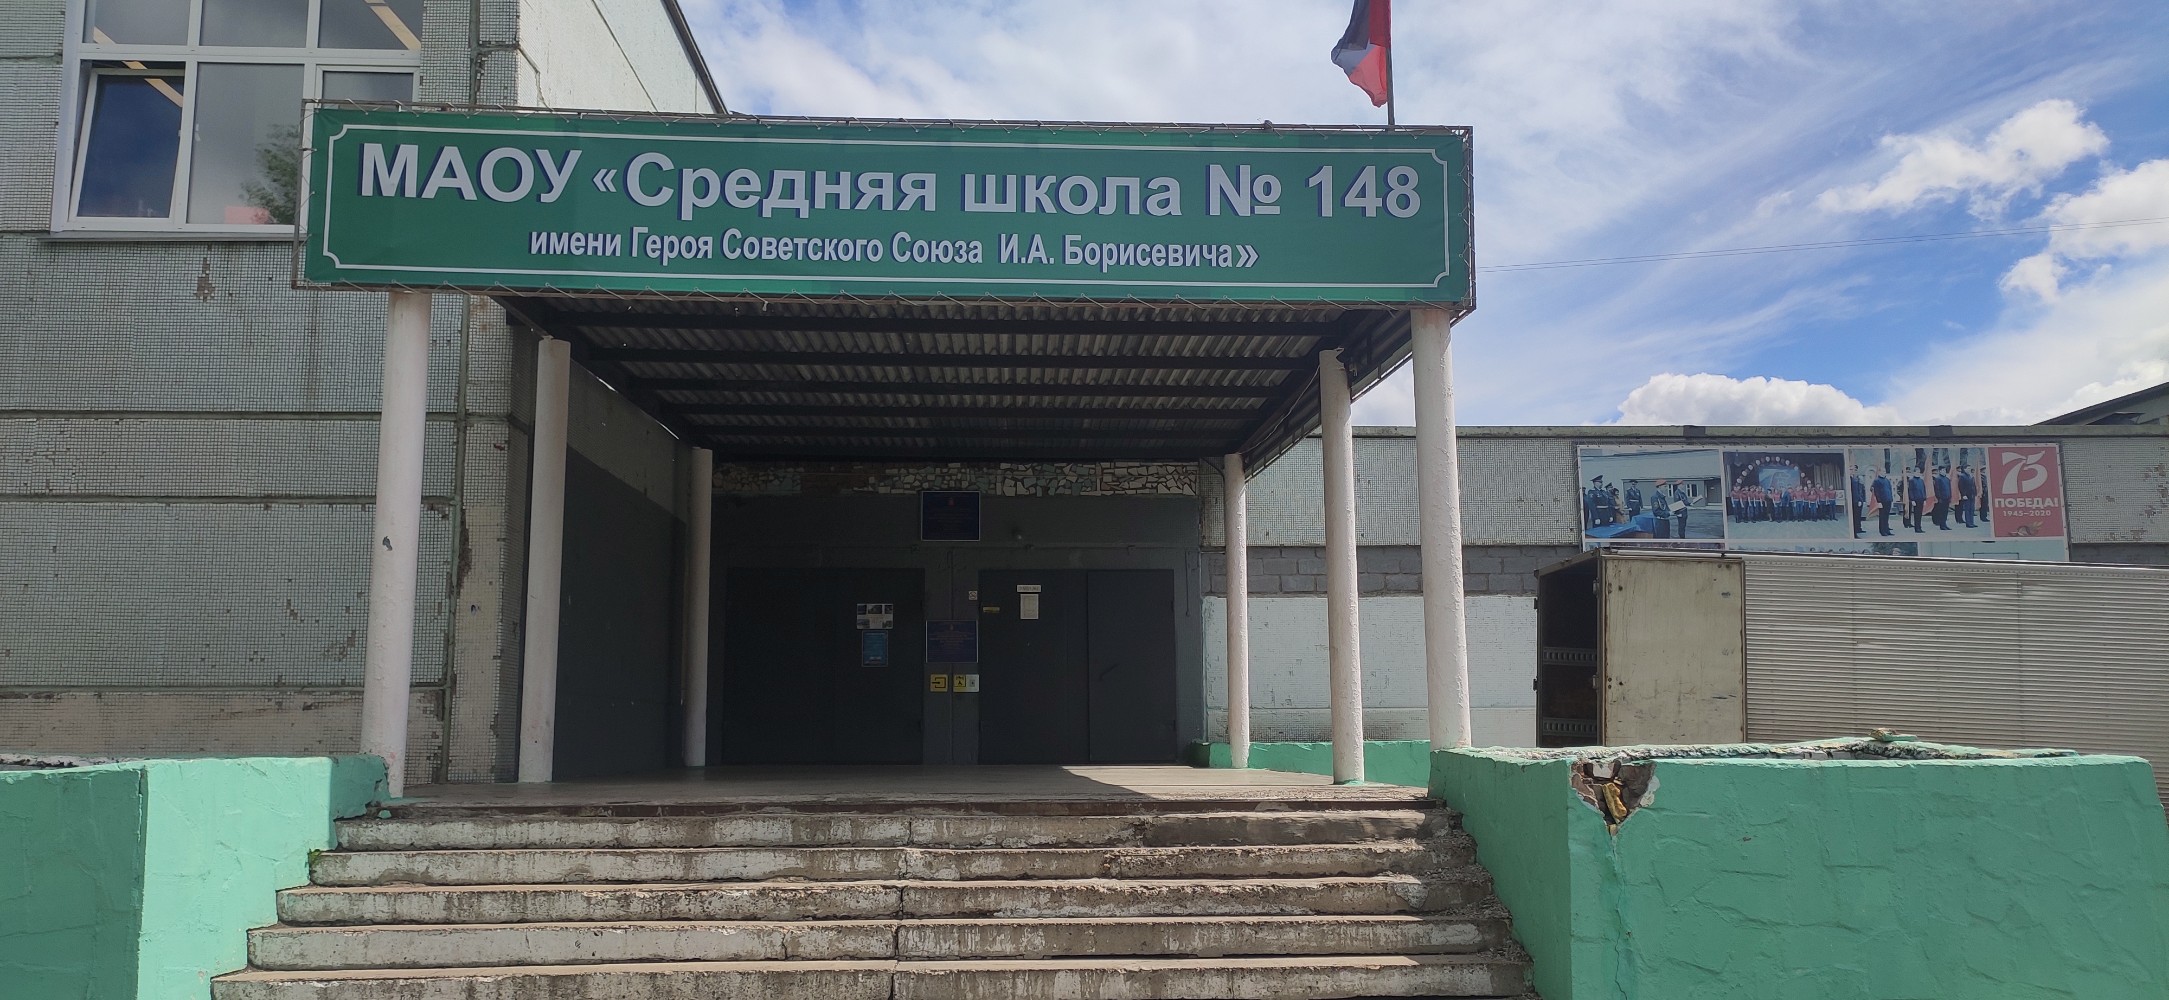 МАОУ «Средняя школа № 148
имени Героя Советского Союза И.А. Борисевича»
75
ПОБЕДА!
1945–2020